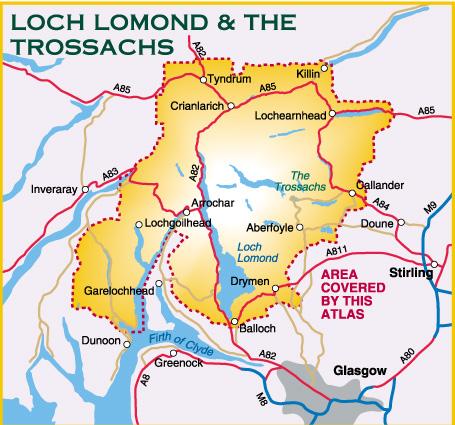 LOCH LOMOND & THE
TROSSACHS
A82
Tyndrum
Killin
A85
A85
Crianlarich
Lochearnhead
A85
A83
A82
The
Trossachs
Callander
Inveraray
Arrochar
A84
M9
Lochgoilhead
Aberfoyle
Doune
Loch
Lomond
A811
Stirling
Garelochhead
Drymen
AREA
COVERED
BY THIS
ATLAS
Balloch
Dunoon
Firth of Clyde
A82
A80
Greenock
Glasgow
A8
M8